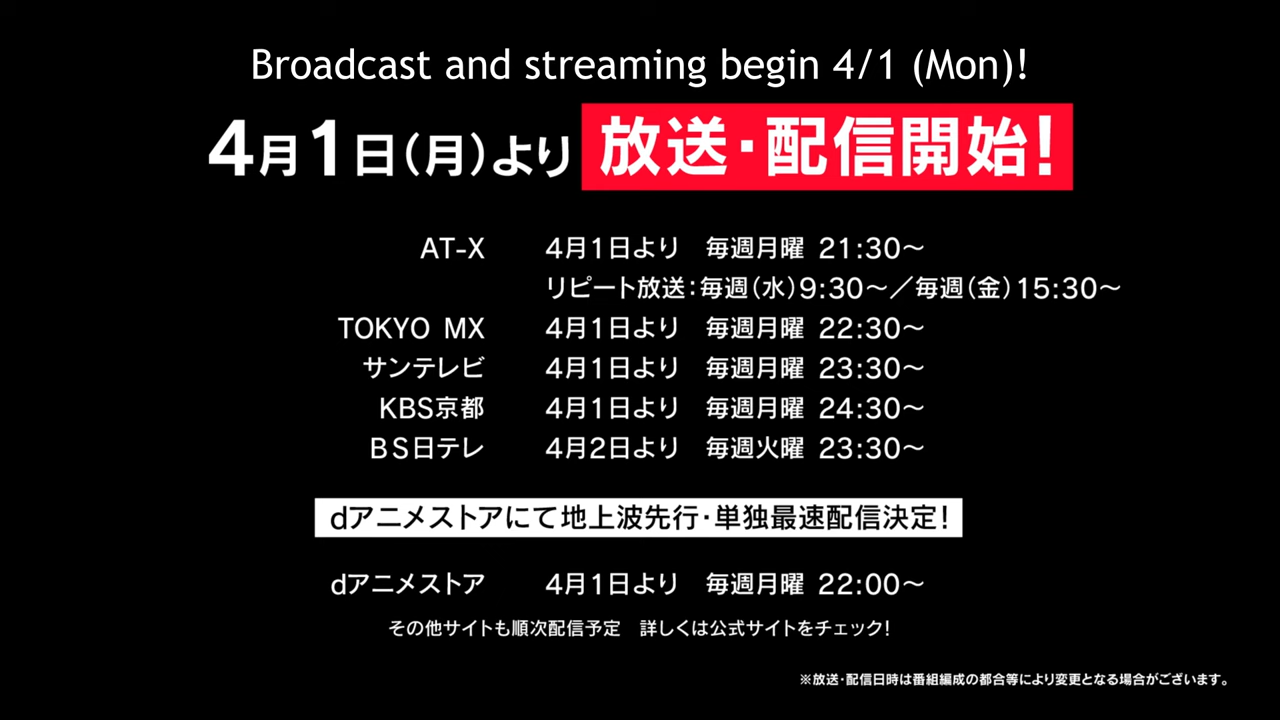 Broadcast and streaming begin 4/1 (Mon)!
4月1日(月)より 放送・配信開始!
AT-X 4月1日より 毎週月曜 21:30～
リピート放送:毎週(水)9:30～／毎週(金)15:30～
TOKYO MX 4月1日より 毎週月曜 22:30～
サンテレビ 4月1日より 毎週月曜 23:30～
KBS京都 4月1日より 毎週月曜 24:30～
BS日テレ 4月2日より 毎週火曜 23:30～
dアニメストアにて地上波先行・単独最速配信決定!
dアニメストア 4月1日より 毎週月曜 22:00～
その他サイトも順次配信予定 詳しくは公式サイトをチェック!
※放送・配信日時は番組編成の都合等により変更となる場合がございます。